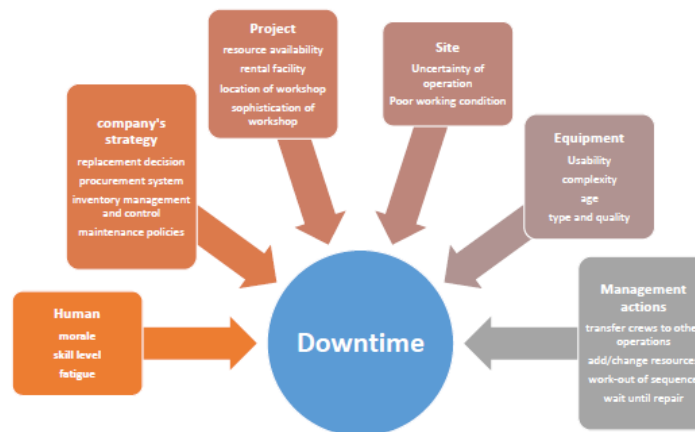 Project
resource availability
rental facility
location of workshop
sophistication of
workshop
Site
Uncertainty of
operation
Poor working condition
company's
strategy
replacement decision
procurement system
inventory management
and control
maintenance policies
Equipment
Usability
complexity
age
type and quality
Human
morale
skill level
fatigue
Downtime
Management
actions
transfer crews to other
operations
add/change resources
work-out of sequence
wait until repair